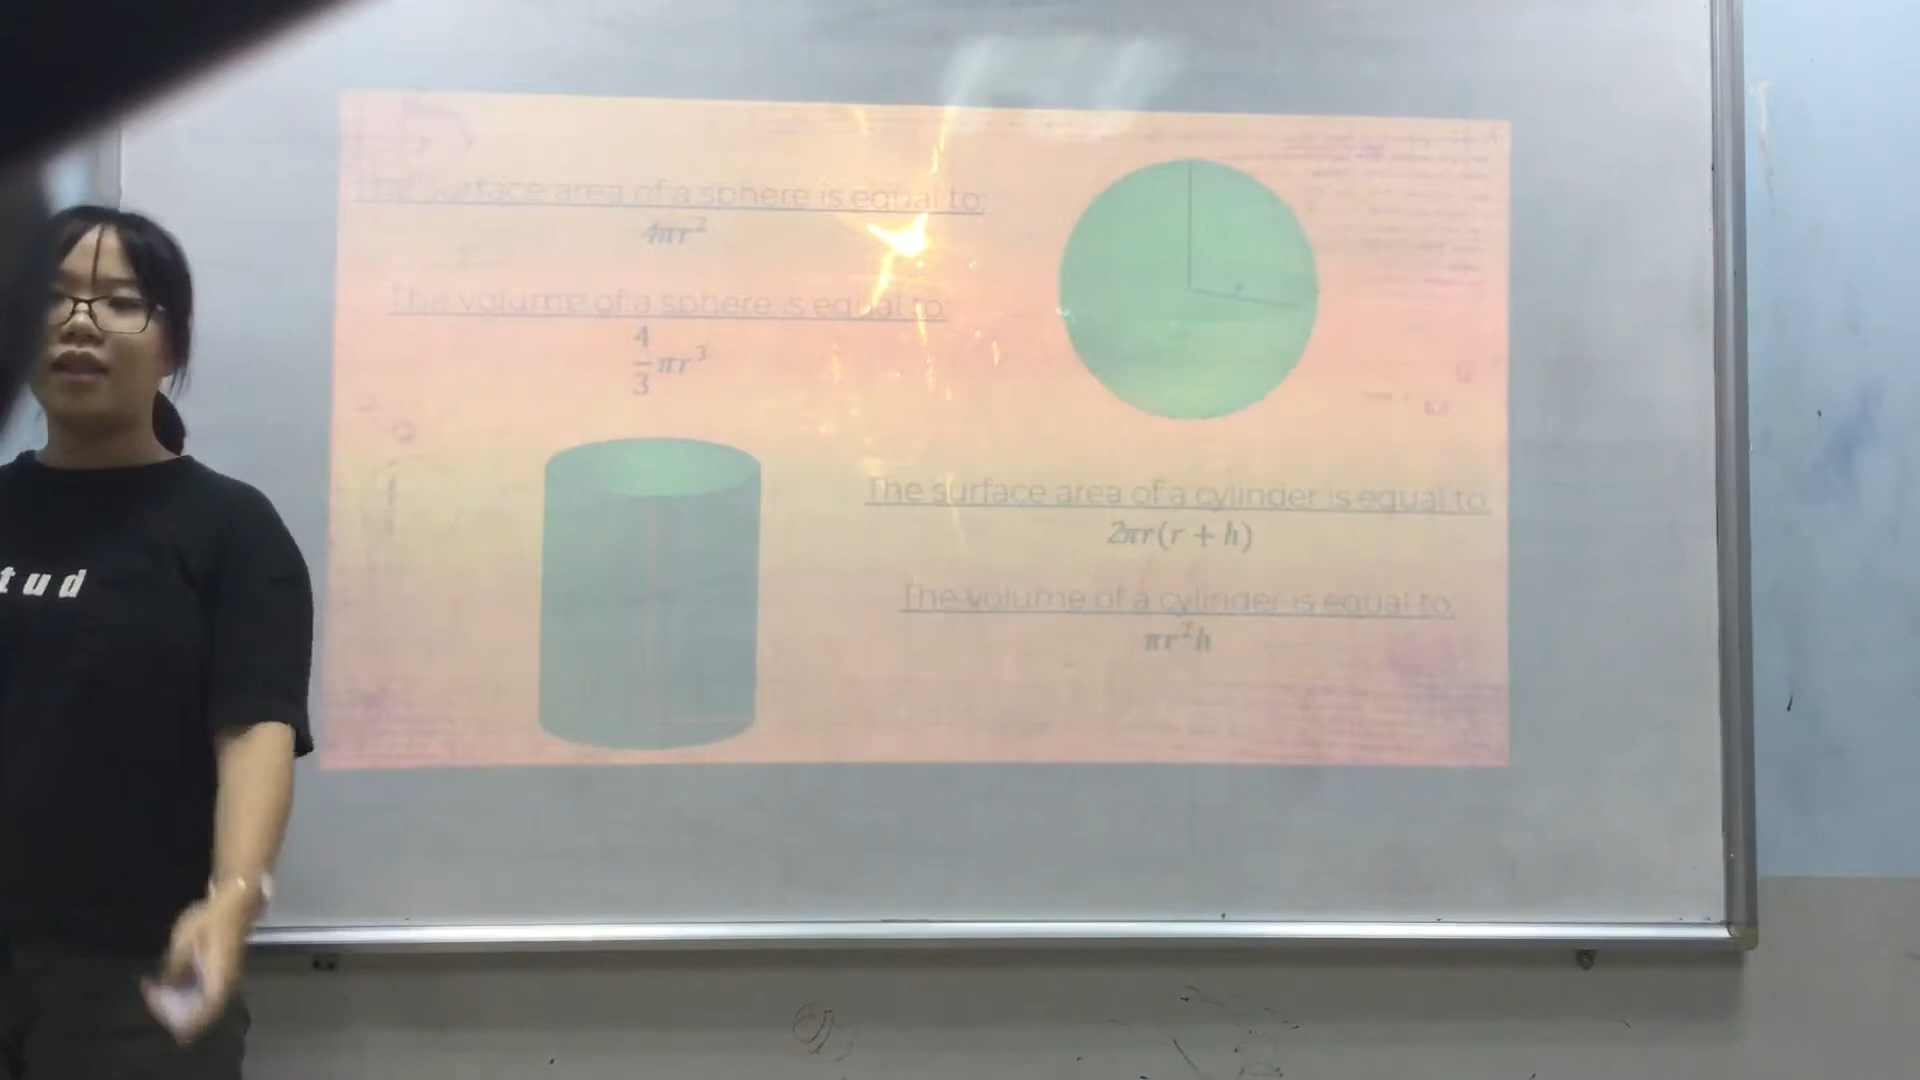 The surface area of a sphere is equal to:
4πr²
The volume of a sphere is equal to:
4/3 πr³
The surface area of a cylinder is equal to:
2πr(r + h)
The volume of a cylinder is equal to:
πr²h
tud